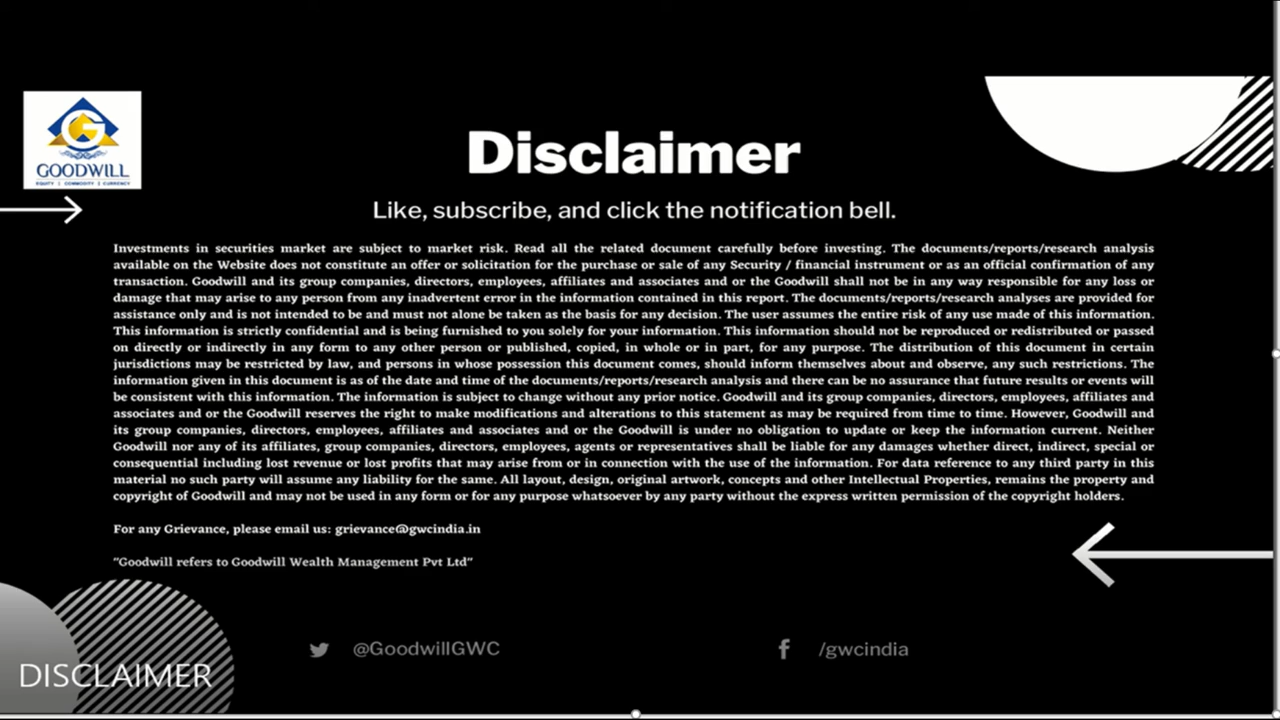 GOODWILL
EQUITY | COMMODITY | CURRENCY
Disclaimer
Like, subscribe, and click the notification bell.
Investments in securities market are subject to market risk. Read all the related document carefully before investing. The documents/reports/research analysis
available on the Website does not constitute an offer or solicitation for the purchase or sale of any Security / financial instrument or as an official confirmation of any
transaction. Goodwill and its group companies, directors, employees, affiliates and associates and or the Goodwill shall not be in any way responsible for any loss or
damage that may arise to any person from any inadvertent error in the information contained in this report. The documents/reports/research analyses are provided for
assistance only and is not intended to be and must not alone be taken as the basis for any decision. The user assumes the entire risk of any use made of this information.
This information is strictly confidential and is being furnished to you solely for your information. This information should not be reproduced or redistributed or passed
on directly or indirectly in any form to any other person or published, copied, in whole or in part, for any purpose. The distribution of this document in certain
jurisdictions may be restricted by law, and persons in whose possession this document comes, should inform themselves about and observe, any such restrictions. The
information given in this document is as of the date and time of the documents/reports/research analysis and there can be no assurance that future results or events will
be consistent with this information. The information is subject to change without any prior notice. Goodwill and its group companies, directors, employees, affiliates and
associates and or the Goodwill reserves the right to make modifications and alterations to this statement as may be required from time to time. However, Goodwill and
its group companies, directors, employees, affiliates and associates and or the Goodwill is under no obligation to update or keep the information current. Neither
Goodwill nor any of its affiliates, group companies, directors, employees, agents or representatives shall be liable for any damages whether direct, indirect, special or
consequential including lost revenue or lost profits that may arise from or in connection with the use of the information. For data reference to any third party in this
material no such party will assume any liability for the same. All layout, design, original artwork, concepts and other Intellectual Properties, remains the property and
copyright of Goodwill and may not be used in any form or for any purpose whatsoever by any party without the express written permission of the copyright holders.
For any Grievance, please email us: grievance@gwcindia.in
"Goodwill refers to Goodwill Wealth Management Pvt Ltd"
@GoodwillGWC
/gwcindia
DISCLAIMER